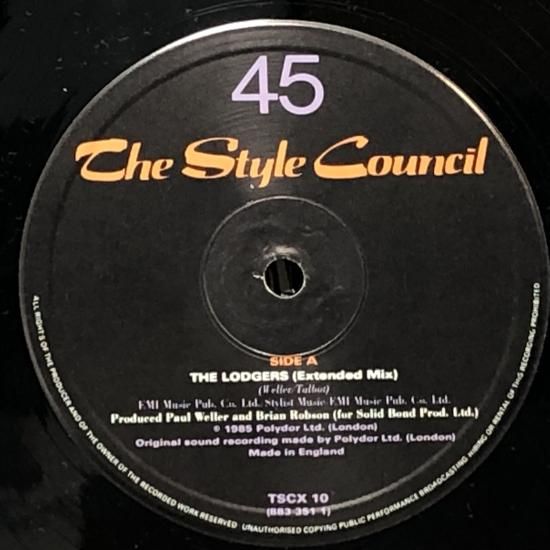 45
The Style Council
SIDE A
THE LODGERS (Extended Mix)
(Weller/Talbot)
EMI Music Pub. Co. Ltd. Stylist Music/EMI Music Pub. Co. Ltd.
Produced Paul Weller and Brian Robson (for Solid Bond Prod. Ltd.)
℗ 1985 Polydor Ltd. (London)
Original sound recording made by Polydor Ltd. (London)
Made in England
TSCX 10
(883 351-1)
ALL RIGHTS OF THE PRODUCER AND OF THE OWNER OF THE RECORDED WORK RESERVED UNAUTHORISED COPYING PUBLIC PERFORMANCE BROADCASTING HIRING OR RENTAL OF THIS RECORDING PROHIBITED